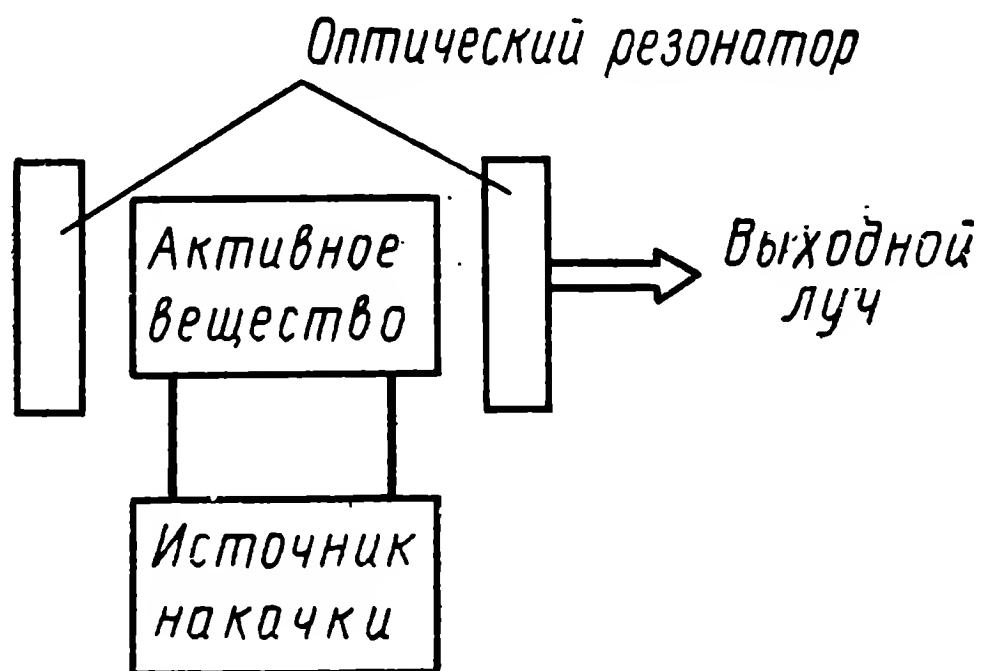 Оптический резонатор
Активное
вещество
Выходной
луч
Источник
накачки